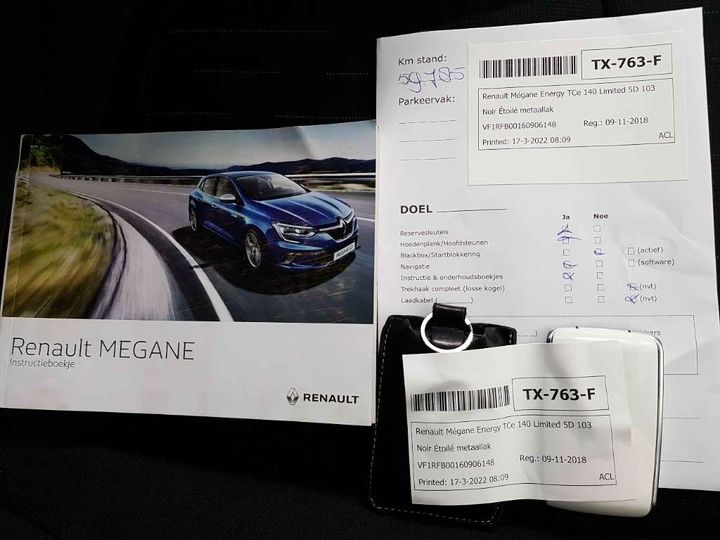 Renault MEGANE
Instructieboekje
RENAULT
Km stand:
59785
Parkeervak:
TX-763-F
Renault Mégane Energy TCe 140 Limited 5D 103
Noir Étoilé metaallak
VF1RFB00160906148 Reg.: 09-11-2018
Printed: 17-3-2022 08:09 ACL
DOEL
Ja Nee
Reservesleutels
Hoedenplank/Hoofdsteunen
Blackbox/Startblokkering (actief)
Navigatie (software)
Instructie & onderhoudsboekjes
Trekhaak compleet (losse kogel) (nvt)
Laadkabel ( ) (nvt)
TX-763-F
Renault Mégane Energy TCe 140 Limited 5D 103
Noir Étoilé metaallak
VF1RFB00160906148 Reg.: 09-11-2018
Printed: 17-3-2022 08:09 ACL